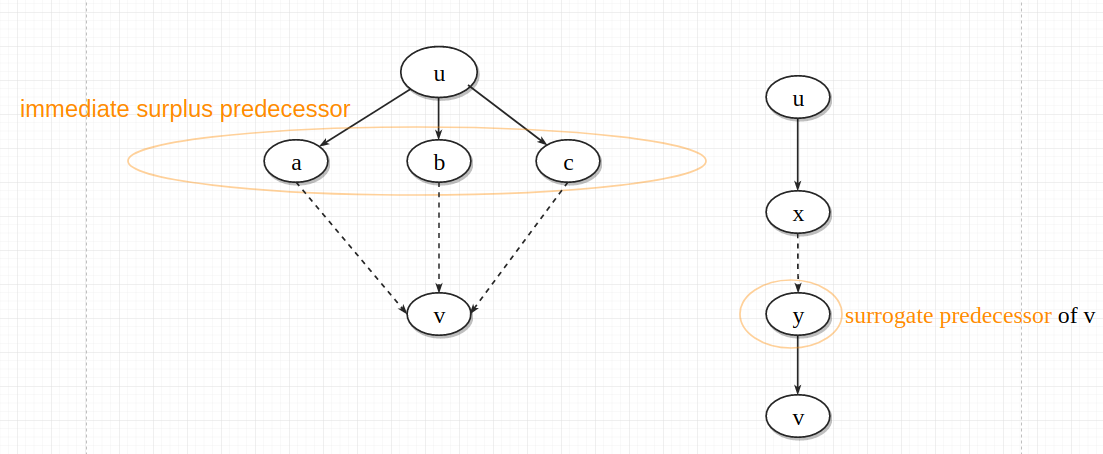 u
immediate surplus predecessor
a b c
v
u
x
y
surrogate predecessor of v
v